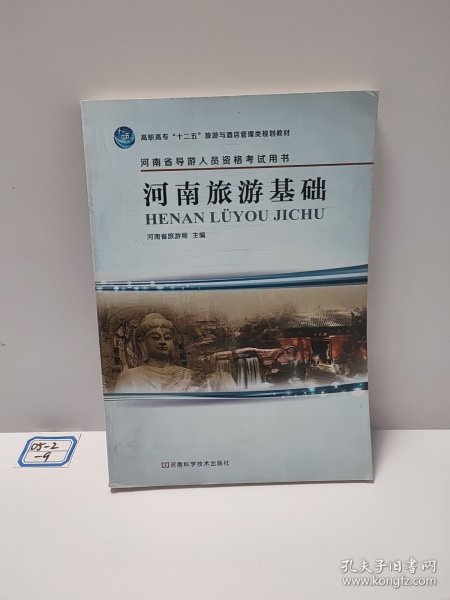 十二五
高职高专“十二五”旅游与酒店管理类规划教材
河南省导游人员资格考试用书
河南旅游基础
HENAN LÜYOU JICHU
河南省旅游局 主编
河南科学技术出版社
05-2
-9
孔夫子旧书网
www.kongfz.com